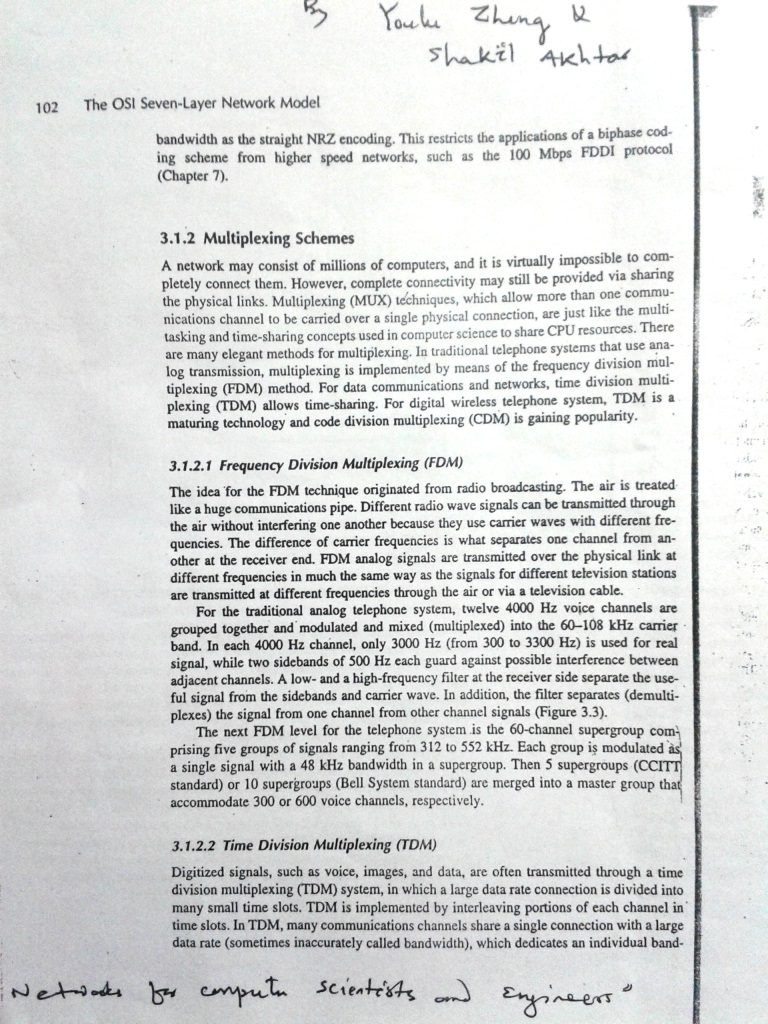 By Youlu Zheng &
Shakil Akhtar
102 The OSI Seven-Layer Network Model
bandwidth as the straight NRZ encoding. This restricts the applications of a biphase cod-
ing scheme from higher speed networks, such as the 100 Mbps FDDI protocol
(Chapter 7).
3.1.2 Multiplexing Schemes
A network may consist of millions of computers, and it is virtually impossible to com-
pletely connect them. However, complete connectivity may still be provided via sharing
the physical links. Multiplexing (MUX) techniques, which allow more than one commu-
nications channel to be carried over a single physical connection, are just like the multi-
tasking and time-sharing concepts used in computer science to share CPU resources. There
are many elegant methods for multiplexing. In traditional telephone systems that use ana-
log transmission, multiplexing is implemented by means of the frequency division mul-
tiplexing (FDM) method. For data communications and networks, time division multi-
plexing (TDM) allows time-sharing. For digital wireless telephone system, TDM is a
maturing technology and code division multiplexing (CDM) is gaining popularity.
3.1.2.1 Frequency Division Multiplexing (FDM)
The idea for the FDM technique originated from radio broadcasting. The air is treated
like a huge communications pipe. Different radio wave signals can be transmitted through
the air without interfering one another because they use carrier waves with different fre-
quencies. The difference of carrier frequencies is what separates one channel from an-
other at the receiver end. FDM analog signals are transmitted over the physical link at
different frequencies in much the same way as the signals for different television stations
are transmitted at different frequencies through the air or via a television cable.
For the traditional analog telephone system, twelve 4000 Hz voice channels are
grouped together and modulated and mixed (multiplexed) into the 60–108 kHz carrier
band. In each 4000 Hz channel, only 3000 Hz (from 300 to 3300 Hz) is used for real
signal, while two sidebands of 500 Hz each guard against possible interference between
adjacent channels. A low- and a high-frequency filter at the receiver side separate the use-
ful signal from the sidebands and carrier wave. In addition, the filter separates (demulti-
plexes) the signal from one channel from other channel signals (Figure 3.3).
The next FDM level for the telephone system is the 60-channel supergroup com-
prising five groups of signals ranging from 312 to 552 kHz. Each group is modulated as
a single signal with a 48 kHz bandwidth in a supergroup. Then 5 supergroups (CCITT
standard) or 10 supergroups (Bell System standard) are merged into a master group that
accommodate 300 or 600 voice channels, respectively.
3.1.2.2 Time Division Multiplexing (TDM)
Digitized signals, such as voice, images, and data, are often transmitted through a time
division multiplexing (TDM) system, in which a large data rate connection is divided into
many small time slots. TDM is implemented by interleaving portions of each channel in
time slots. In TDM, many communications channels share a single connection with a large
data rate (sometimes inaccurately called bandwidth), which dedicates an individual band-
Networks for computer scientists and Engineers"